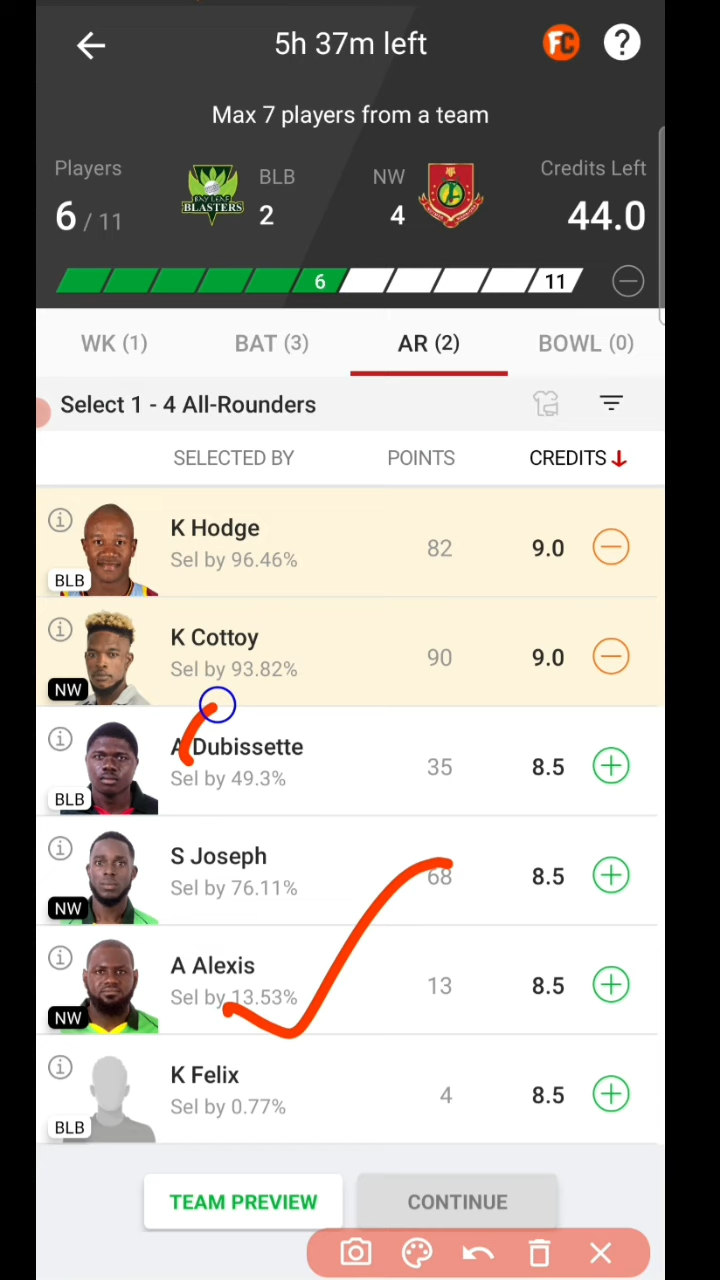 5h 37m left
FC
?
Max 7 players from a team
Players
6 / 11
BLB
2
NW
4
Credits Left
44.0
BAY LEAF
BLASTERS
6
11
WK (1)
BAT (3)
AR (2)
BOWL (0)
Select 1 - 4 All-Rounders
SELECTED BY
POINTS
CREDITS
K Hodge
Sel by 96.46%
82
9.0
BLB
K Cottoy
Sel by 93.82%
90
9.0
NW
A Dubissette
Sel by 49.3%
35
8.5
BLB
S Joseph
Sel by 76.11%
68
8.5
NW
A Alexis
Sel by 13.53%
13
8.5
NW
K Felix
Sel by 0.77%
4
8.5
BLB
TEAM PREVIEW
CONTINUE